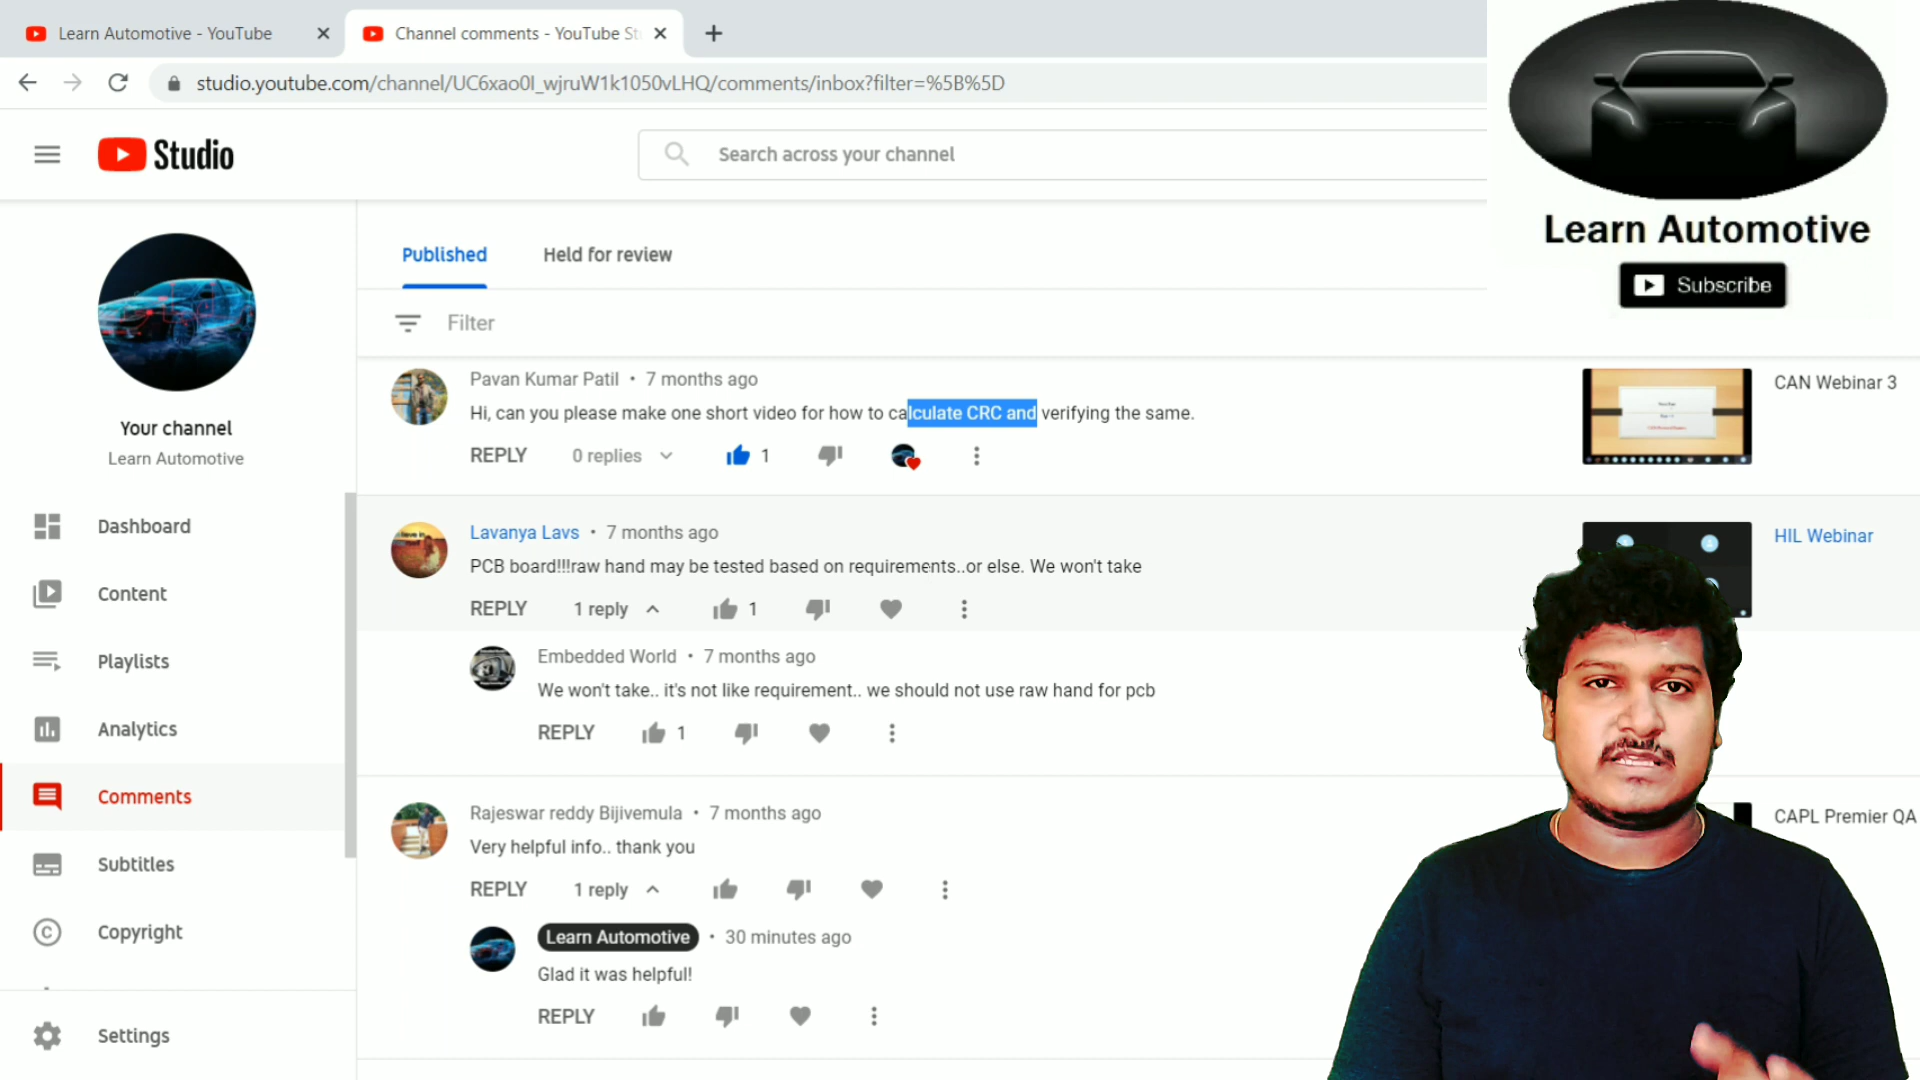 Learn Automotive - YouTube
Channel comments - YouTube St
studio.youtube.com/channel/UC6xao0I_wjruW1k1050vLHQ/comments/inbox?filter=%5B%5D
Studio
Search across your channel
Learn Automotive
Subscribe
Your channel
Learn Automotive
Dashboard
Content
Playlists
Analytics
Comments
Subtitles
Copyright
Settings
Published
Held for review
Filter
Pavan Kumar Patil • 7 months ago
Hi, can you please make one short video for how to calculate CRC and verifying the same.
REPLY 0 replies 1
CAN Webinar 3
Lavanya Lavs • 7 months ago
PCB board!!!raw hand may be tested based on requirements..or else. We won't take
REPLY 1 reply 1
HIL Webinar
Embedded World • 7 months ago
We won't take.. it's not like requirement.. we should not use raw hand for pcb
REPLY 1
Rajeswar reddy Bijivemula • 7 months ago
Very helpful info.. thank you
REPLY 1 reply
CAPL Premier QA
Learn Automotive • 30 minutes ago
Glad it was helpful!
REPLY